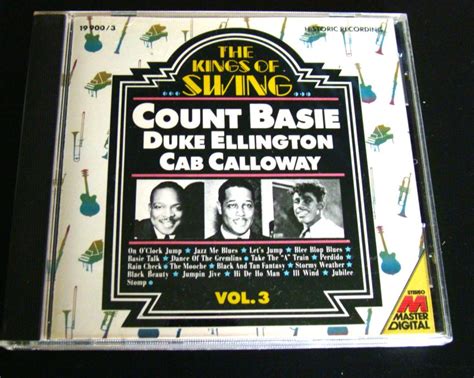 19 900/3
HISTORIC RECORDING
THE
KINGS OF
SWING
COUNT BASIE
DUKE ELLINGTON
CAB CALLOWAY
On O'Clock Jump ★ Jazz Me Blues ★ Let's Jump ★ Blee Blop Blues ★
Basie Talk ★ Dance Of The Gremlins ★ Take The "A" Train ★ Perdido
Rain Check ★ The Mooche ★ Black And Tan Fantasy ★ Stormy Weather ★
Black Beauty ★ Jumpin Jive ★ Hi De Ho Man ★ Ill Wind ★ Jubilee
Stomp ★
VOL. 3
STEREO
M
MASTER
DIGITAL